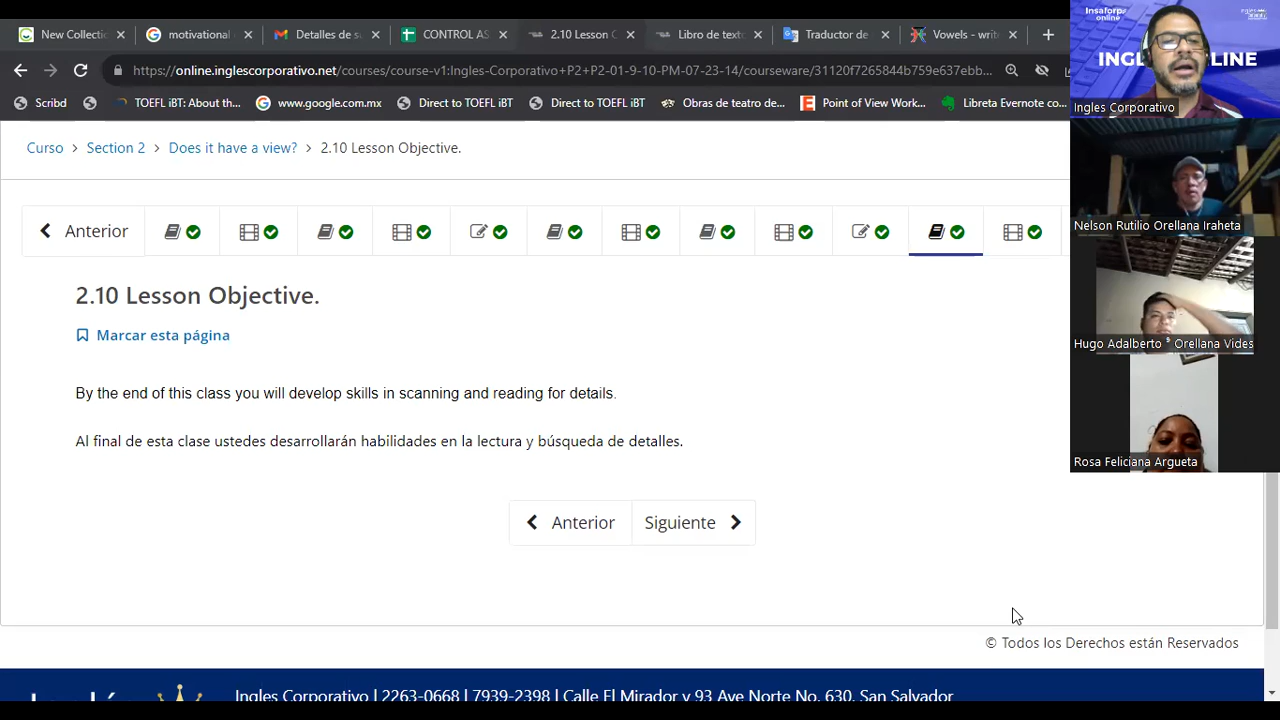 New Collectio
motivational
Detalles de su
CONTROL AS
2.10 Lesson O
Libro de texto
Traductor de
Vowels - write
https://online.inglescorporativo.net/courses/course-v1:Ingles-Corporativo+P2+P2-01-9-10-PM-07-23-14/courseware/31120f7265844b759e637ebb...
Scribd
TOEFL iBT: About th...
www.google.com.mx
Direct to TOEFL iBT
Direct to TOEFL iBT
Obras de teatro de...
Point of View Work...
Libreta Evernote co...
Curso > Section 2 > Does it have a view? > 2.10 Lesson Objective.
Anterior
2.10 Lesson Objective.
Marcar esta página
By the end of this class you will develop skills in scanning and reading for details.
Al final de esta clase ustedes desarrollarán habilidades en la lectura y búsqueda de detalles.
Anterior
Siguiente
© Todos los Derechos están Reservados
Ingles Corporativo | 2263-0668 | 7939-2398 | Calle El Mirador y 93 Ave Norte No. 630, San Salvador
Insaforp
online
INGL
LINE
Ingles Corporativo
Nelson Rutilio Orellana Iraheta
Hugo Adalberto Orellana Vides
Rosa Feliciana Argueta